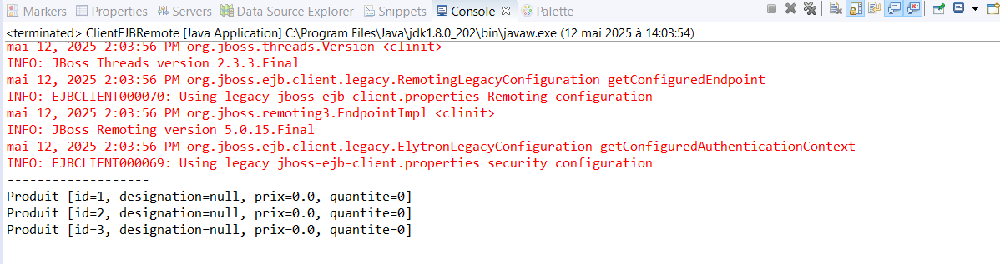 Markers Properties Servers Data Source Explorer Snippets Console Palette
<terminated> ClientEJBRemote [Java Application] C:\Program Files\Java\jdk1.8.0_202\bin\javaw.exe (12 mai 2025 à 14:03:54)
mai 12, 2025 2:03:56 PM org.jboss.threads.Version <clinit>
INFO: JBoss Threads version 2.3.3.Final
mai 12, 2025 2:03:56 PM org.jboss.ejb.client.legacy.RemotingLegacyConfiguration getConfiguredEndpoint
INFO: EJBCLIENT000070: Using legacy jboss-ejb-client.properties Remoting configuration
mai 12, 2025 2:03:56 PM org.jboss.remoting3.EndpointImpl <clinit>
INFO: JBoss Remoting version 5.0.15.Final
mai 12, 2025 2:03:56 PM org.jboss.ejb.client.legacy.ElytronLegacyConfiguration getConfiguredAuthenticationContext
INFO: EJBCLIENT000069: Using legacy jboss-ejb-client.properties security configuration
-------------------
Produit [id=1, designation=null, prix=0.0, quantite=0]
Produit [id=2, designation=null, prix=0.0, quantite=0]
Produit [id=3, designation=null, prix=0.0, quantite=0]
-------------------